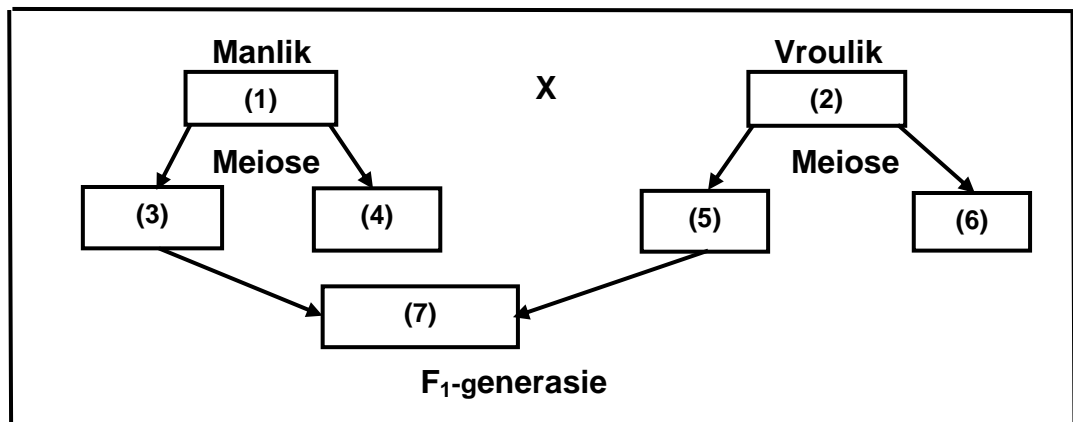 Manlik Vroulik
(1) X (2)
Meiose Meiose
(3) (4) (5) (6)
(7)
F₁-generasie